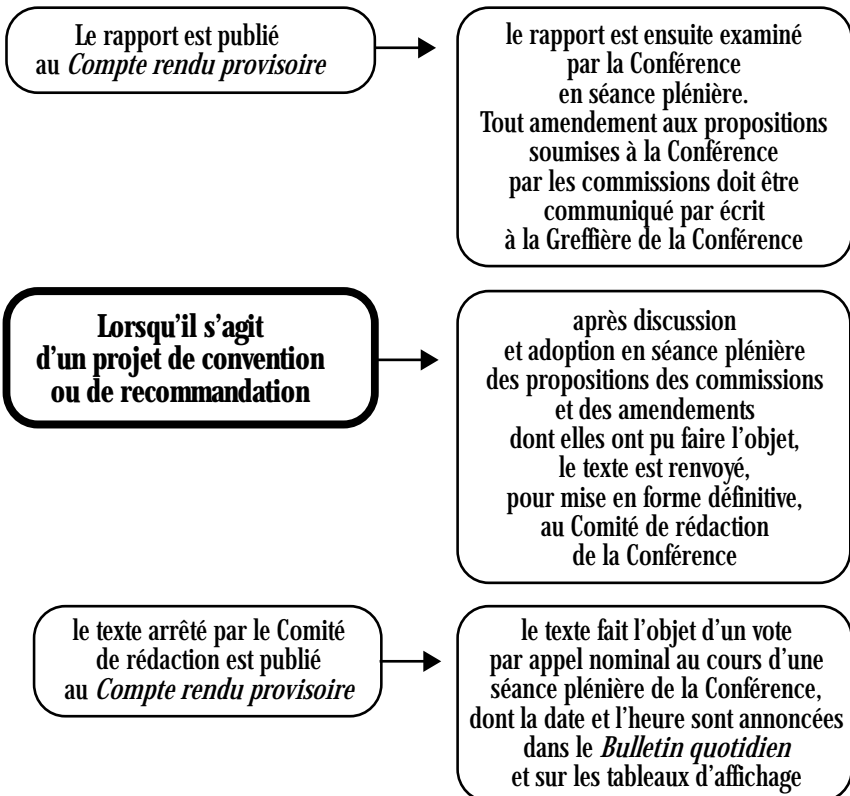 Le rapport est publié
au Compte rendu provisoire
le rapport est ensuite examiné
par la Conférence
en séance plénière.
Tout amendement aux propositions
soumises à la Conférence
par les commissions doit être
communiqué par écrit
à la Greffière de la Conférence
Lorsqu'il s'agit
d'un projet de convention
ou de recommandation
après discussion
et adoption en séance plénière
des propositions des commissions
et des amendements
dont elles ont pu faire l'objet,
le texte est renvoyé,
pour mise en forme définitive,
au Comité de rédaction
de la Conférence
le texte arrêté par le Comité
de rédaction est publié
au Compte rendu provisoire
le texte fait l'objet d'un vote
par appel nominal au cours d'une
séance plénière de la Conférence,
dont la date et l'heure sont annoncées
dans le Bulletin quotidien
et sur les tableaux d'affichage